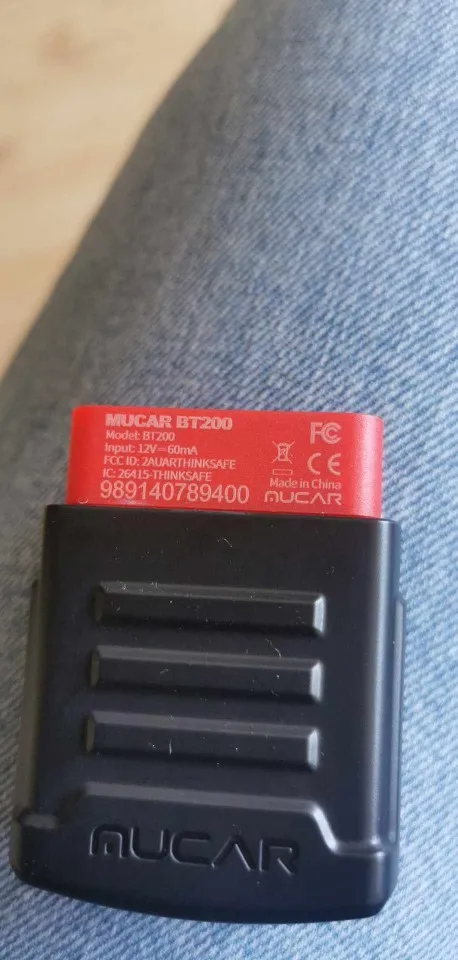 MUCAR BT200
Model: BT200
Input: 12V⎓60mA
FCC ID: 2AUARTHINKSAFE
IC: 26415-THINKSAFE
989140789400
FC
CE
Made in China
MUCAR
MUCAR